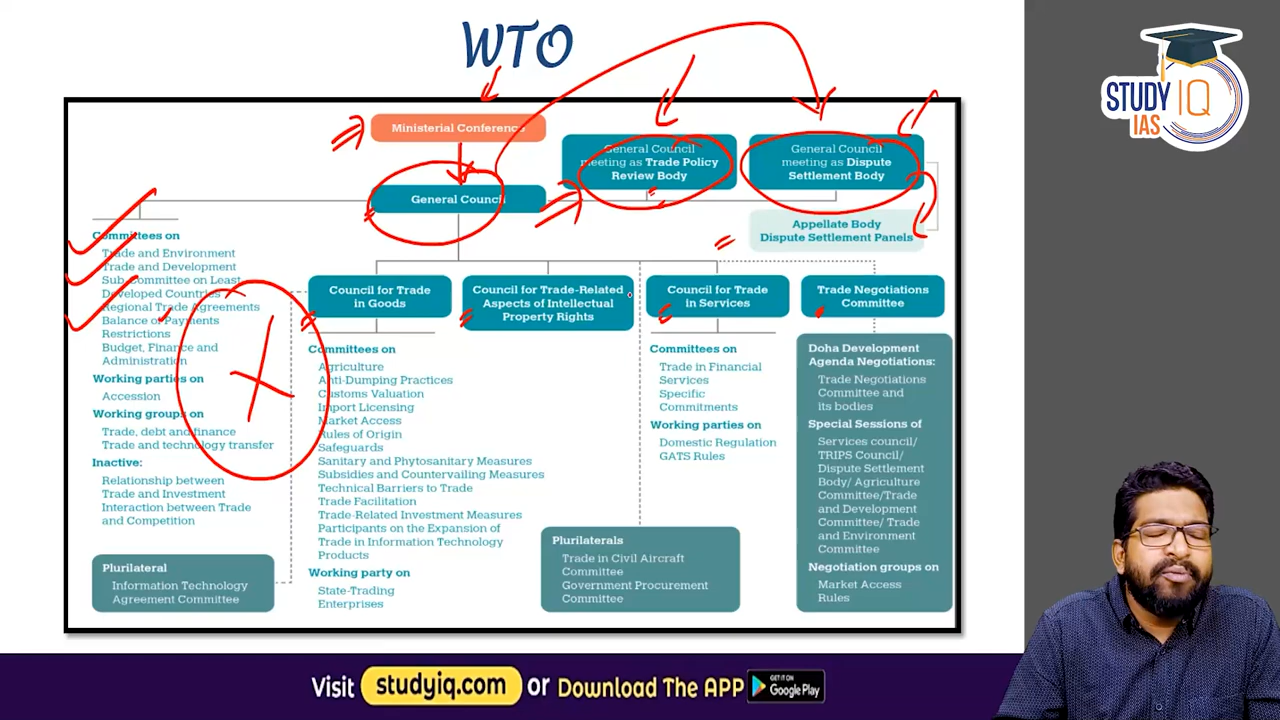 WTO
STUDY IQ
IAS
Ministerial Conference
General Council
meeting as Trade Policy
Review Body
General Council
meeting as Dispute
Settlement Body
General Council
Appellate Body
Dispute Settlement Panels
Committees on
Trade and Environment
Trade and Development
Sub-Committee on Least
Developed Countries
Regional Trade Agreements
Balance of Payments
Restrictions
Budget, Finance and
Administration
Working parties on
Accession
Working groups on
Trade, debt and finance
Trade and technology transfer
Inactive:
Relationship between
Trade and Investment
Interaction between Trade
and Competition
Plurilateral
Information Technology
Agreement Committee
Council for Trade
in Goods
Committees on
Agriculture
Anti-Dumping Practices
Customs Valuation
Import Licensing
Market Access
Rules of Origin
Safeguards
Sanitary and Phytosanitary Measures
Subsidies and Countervailing Measures
Technical Barriers to Trade
Trade Facilitation
Trade-Related Investment Measures
Participants on the Expansion of
Trade in Information Technology
Products
Working party on
State-Trading
Enterprises
Council for Trade-Related
Aspects of Intellectual
Property Rights
Council for Trade
in Services
Committees on
Trade in Financial
Services
Specific
Commitments
Working parties on
Domestic Regulation
GATS Rules
Plurilaterals
Trade in Civil Aircraft
Committee
Government Procurement
Committee
Trade Negotiations
Committee
Doha Development
Agenda Negotiations:
Trade Negotiations
Committee and
its bodies
Special Sessions of
Services council/
TRIPS Council/
Dispute Settlement
Body/ Agriculture
Committee/Trade
and Development
Committee/ Trade
and Environment
Committee
Negotiation groups on
Market Access
Rules
Visit studyiq.com or Download The APP GET IT ON Google Play